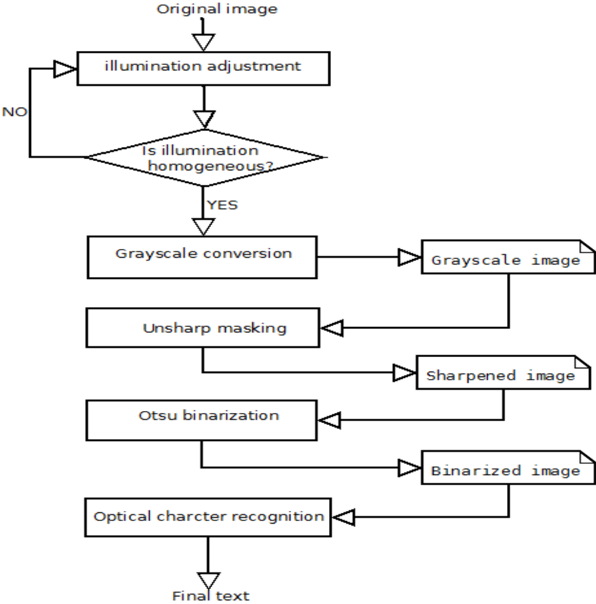 Original image
illumination adjustment
NO
Is illumination
homogeneous?
YES
Grayscale conversion
Grayscale image
Unsharp masking
Sharpened image
Otsu binarization
Binarized image
Optical charcter recognition
Final text